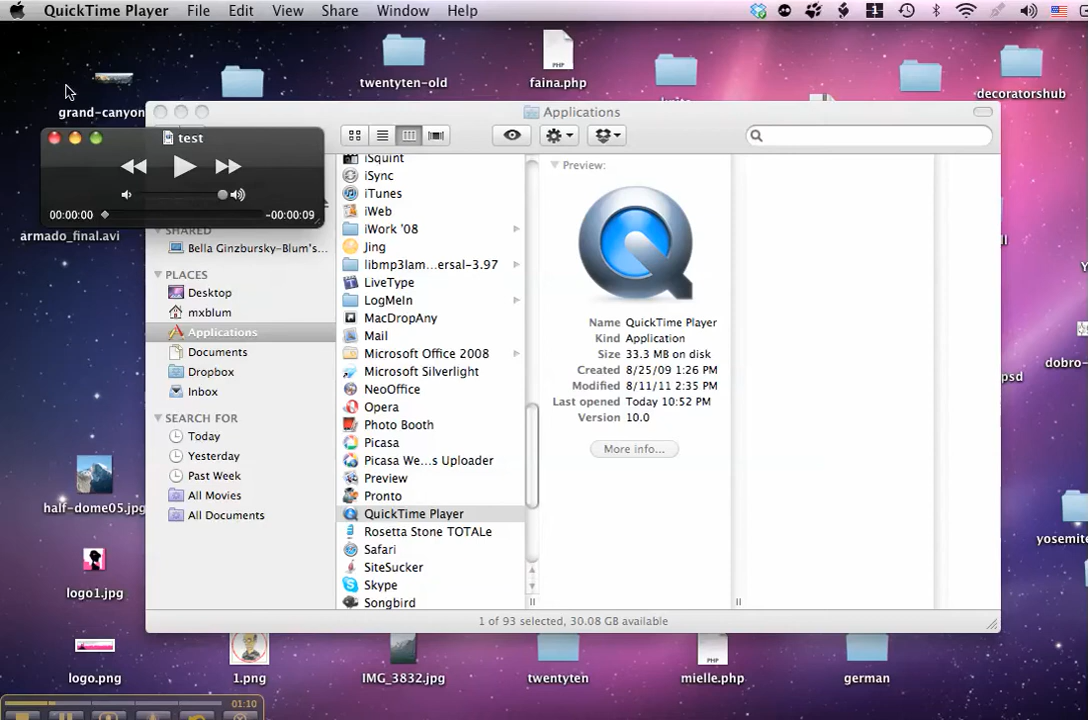 QuickTime Player File Edit View Share Window Help
twentyten-old
faina.php
decoratorshub
grand-canyon
Applications
test
00:00:00 -00:00:09
armado_final.avi
SHARED
Bella Ginzbursky-Blum's...
PLACES
Desktop
mxblum
Applications
Documents
Dropbox
Inbox
SEARCH FOR
Today
Yesterday
Past Week
All Movies
All Documents
iSquint
iSync
iTunes
iWeb
iWork '08
Jing
libmp3lam...ersal-3.97
LiveType
LogMeIn
MacDropAny
Mail
Microsoft Office 2008
Microsoft Silverlight
NeoOffice
Opera
Photo Booth
Picasa
Picasa We...s Uploader
Preview
Pronto
QuickTime Player
Rosetta Stone TOTALe
Safari
SiteSucker
Skype
Songbird
Preview:
Name QuickTime Player
Kind Application
Size 33.3 MB on disk
Created 8/25/09 1:26 PM
Modified 8/11/11 2:35 PM
Last opened Today 10:52 PM
Version 10.0
More info...
1 of 93 selected, 30.08 GB available
dobro-
psd
yosemite
half-dome05.jpg
logo1.jpg
logo.png
1.png
IMG_3832.jpg
PHP
twentyten
PHP
mielle.php
german
01:10